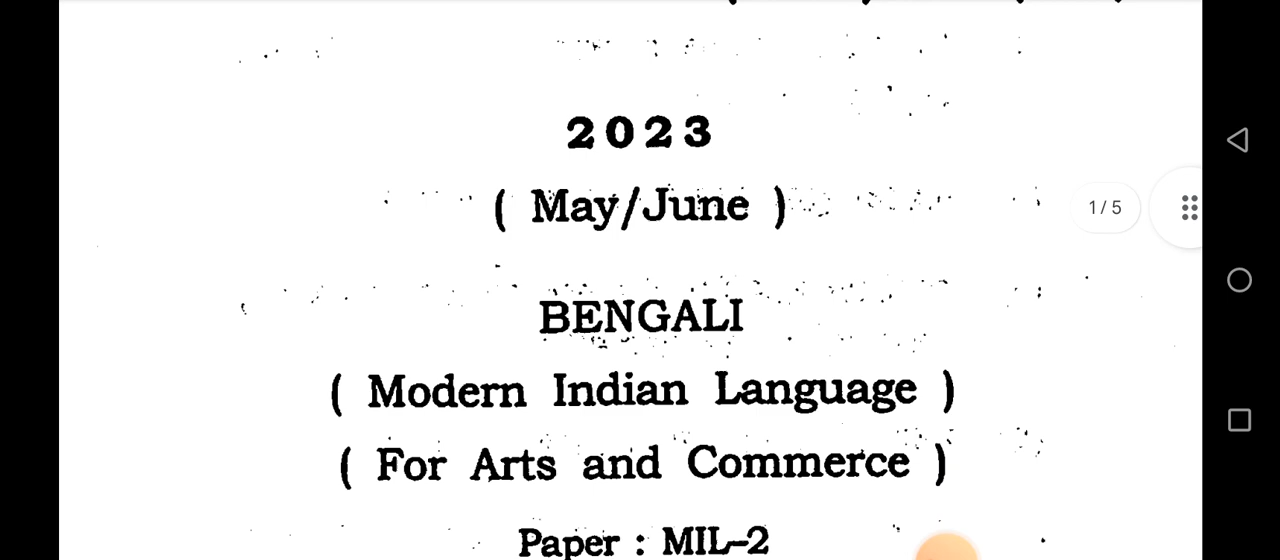 2023
( May/June )
1 / 5
BENGALI
( Modern Indian Language )
( For Arts and Commerce )
Paper : MIL–2